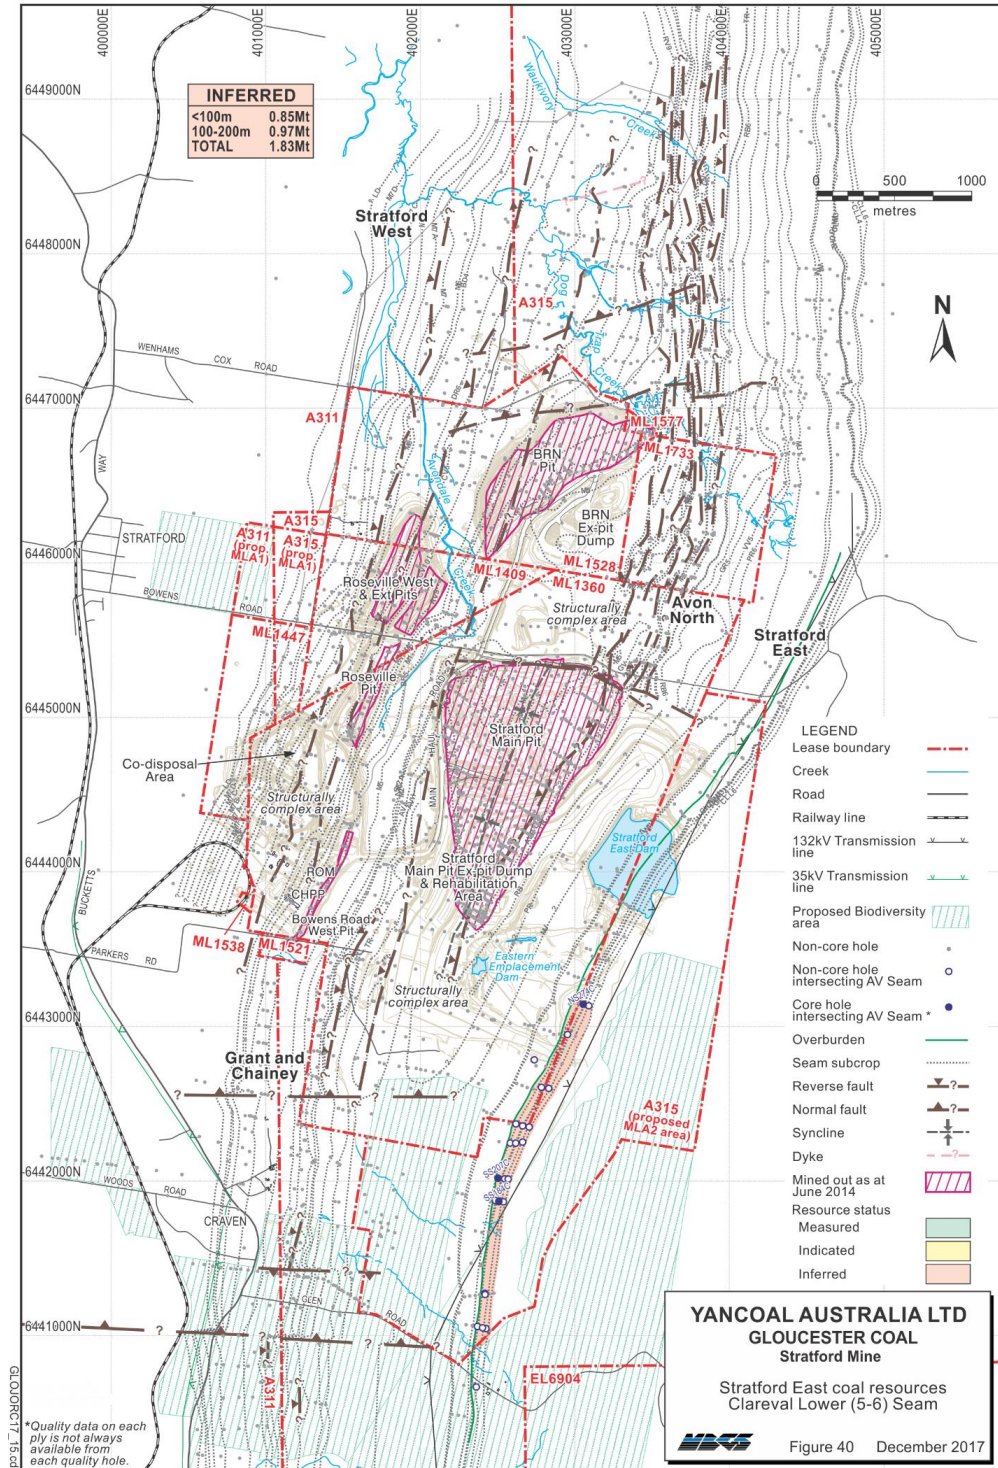 400000E
401000E
402000E
403000E
404000E
405000E
6449000N
6448000N
6447000N
6446000N
6445000N
6444000N
6443000N
6442000N
6441000N
INFERRED
<100m 0.85Mt
100-200m 0.97Mt
TOTAL 1.83Mt
Waukivory
Creek
0 500 1000
metres
Stratford
West
A315
Dog
Trap
Creek
N
WENHAMS COX ROAD
A311
Avondale
Creek
ML1577
ML1733
BRN
Pit
BRN
Ex-pit
Dump
WAY
STRATFORD
A315
A311
(prop.
MLA1)
A315
(prop.
MLA1)
ML1409
ML1528
ML1360
Roseville West
& Ext Pits
Structurally
complex area
Avon
North
Stratford
East
BOWENS ROAD
ML1447
Roseville
Pit
MAIN HAUL ROAD
Stratford
Main Pit
Co-disposal
Area
Structurally
complex area
Stratford
East Dam
BUCKETTS
Stratford
Main Pit Ex-pit Dump
& Rehabilitation
Area
ROM
CHPP
Bowens Road
West Pit
ML1538
ML1521
PARKERS RD
Eastern
Emplacement
Dam
Structurally
complex area
Grant and
Chainey
A315
(proposed
MLA2 area)
WOODS ROAD
CRAVEN
GLEN ROAD
A311
EL6904
LEGEND
Lease boundary
Creek
Road
Railway line
132kV Transmission
line
35kV Transmission
line
Proposed Biodiversity
area
Non-core hole
Non-core hole
intersecting AV Seam
Core hole
intersecting AV Seam *
Overburden
Seam subcrop
Reverse fault
Normal fault
Syncline
Dyke
Mined out as at
June 2014
Resource status
Measured
Indicated
Inferred
YANCOAL AUSTRALIA LTD
GLOUCESTER COAL
Stratford Mine
Stratford East coal resources
Clareval Lower (5-6) Seam
Figure 40 December 2017
*Quality data on each
ply is not always
available from
each quality hole.